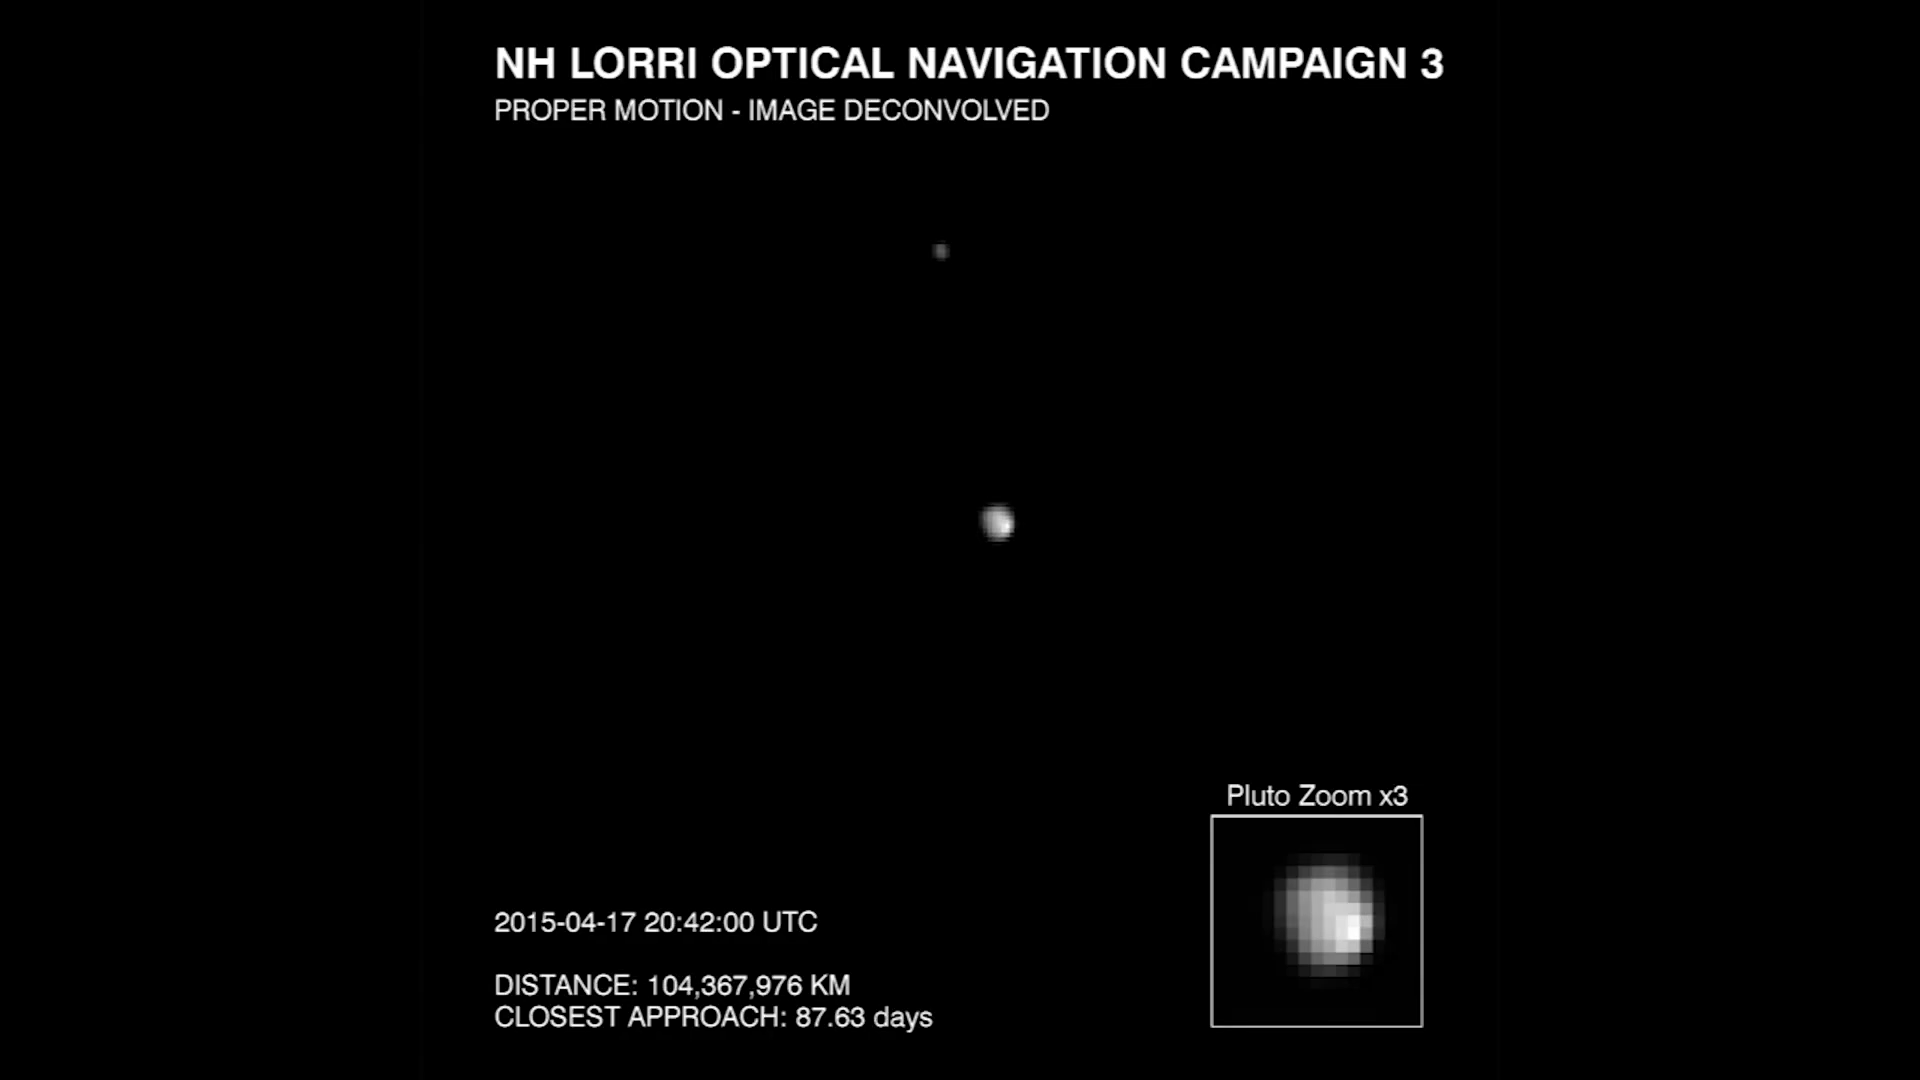 NH LORRI OPTICAL NAVIGATION CAMPAIGN 3
PROPER MOTION - IMAGE DECONVOLVED
Pluto Zoom x3
2015-04-17 20:42:00 UTC
DISTANCE: 104,367,976 KM
CLOSEST APPROACH: 87.63 days